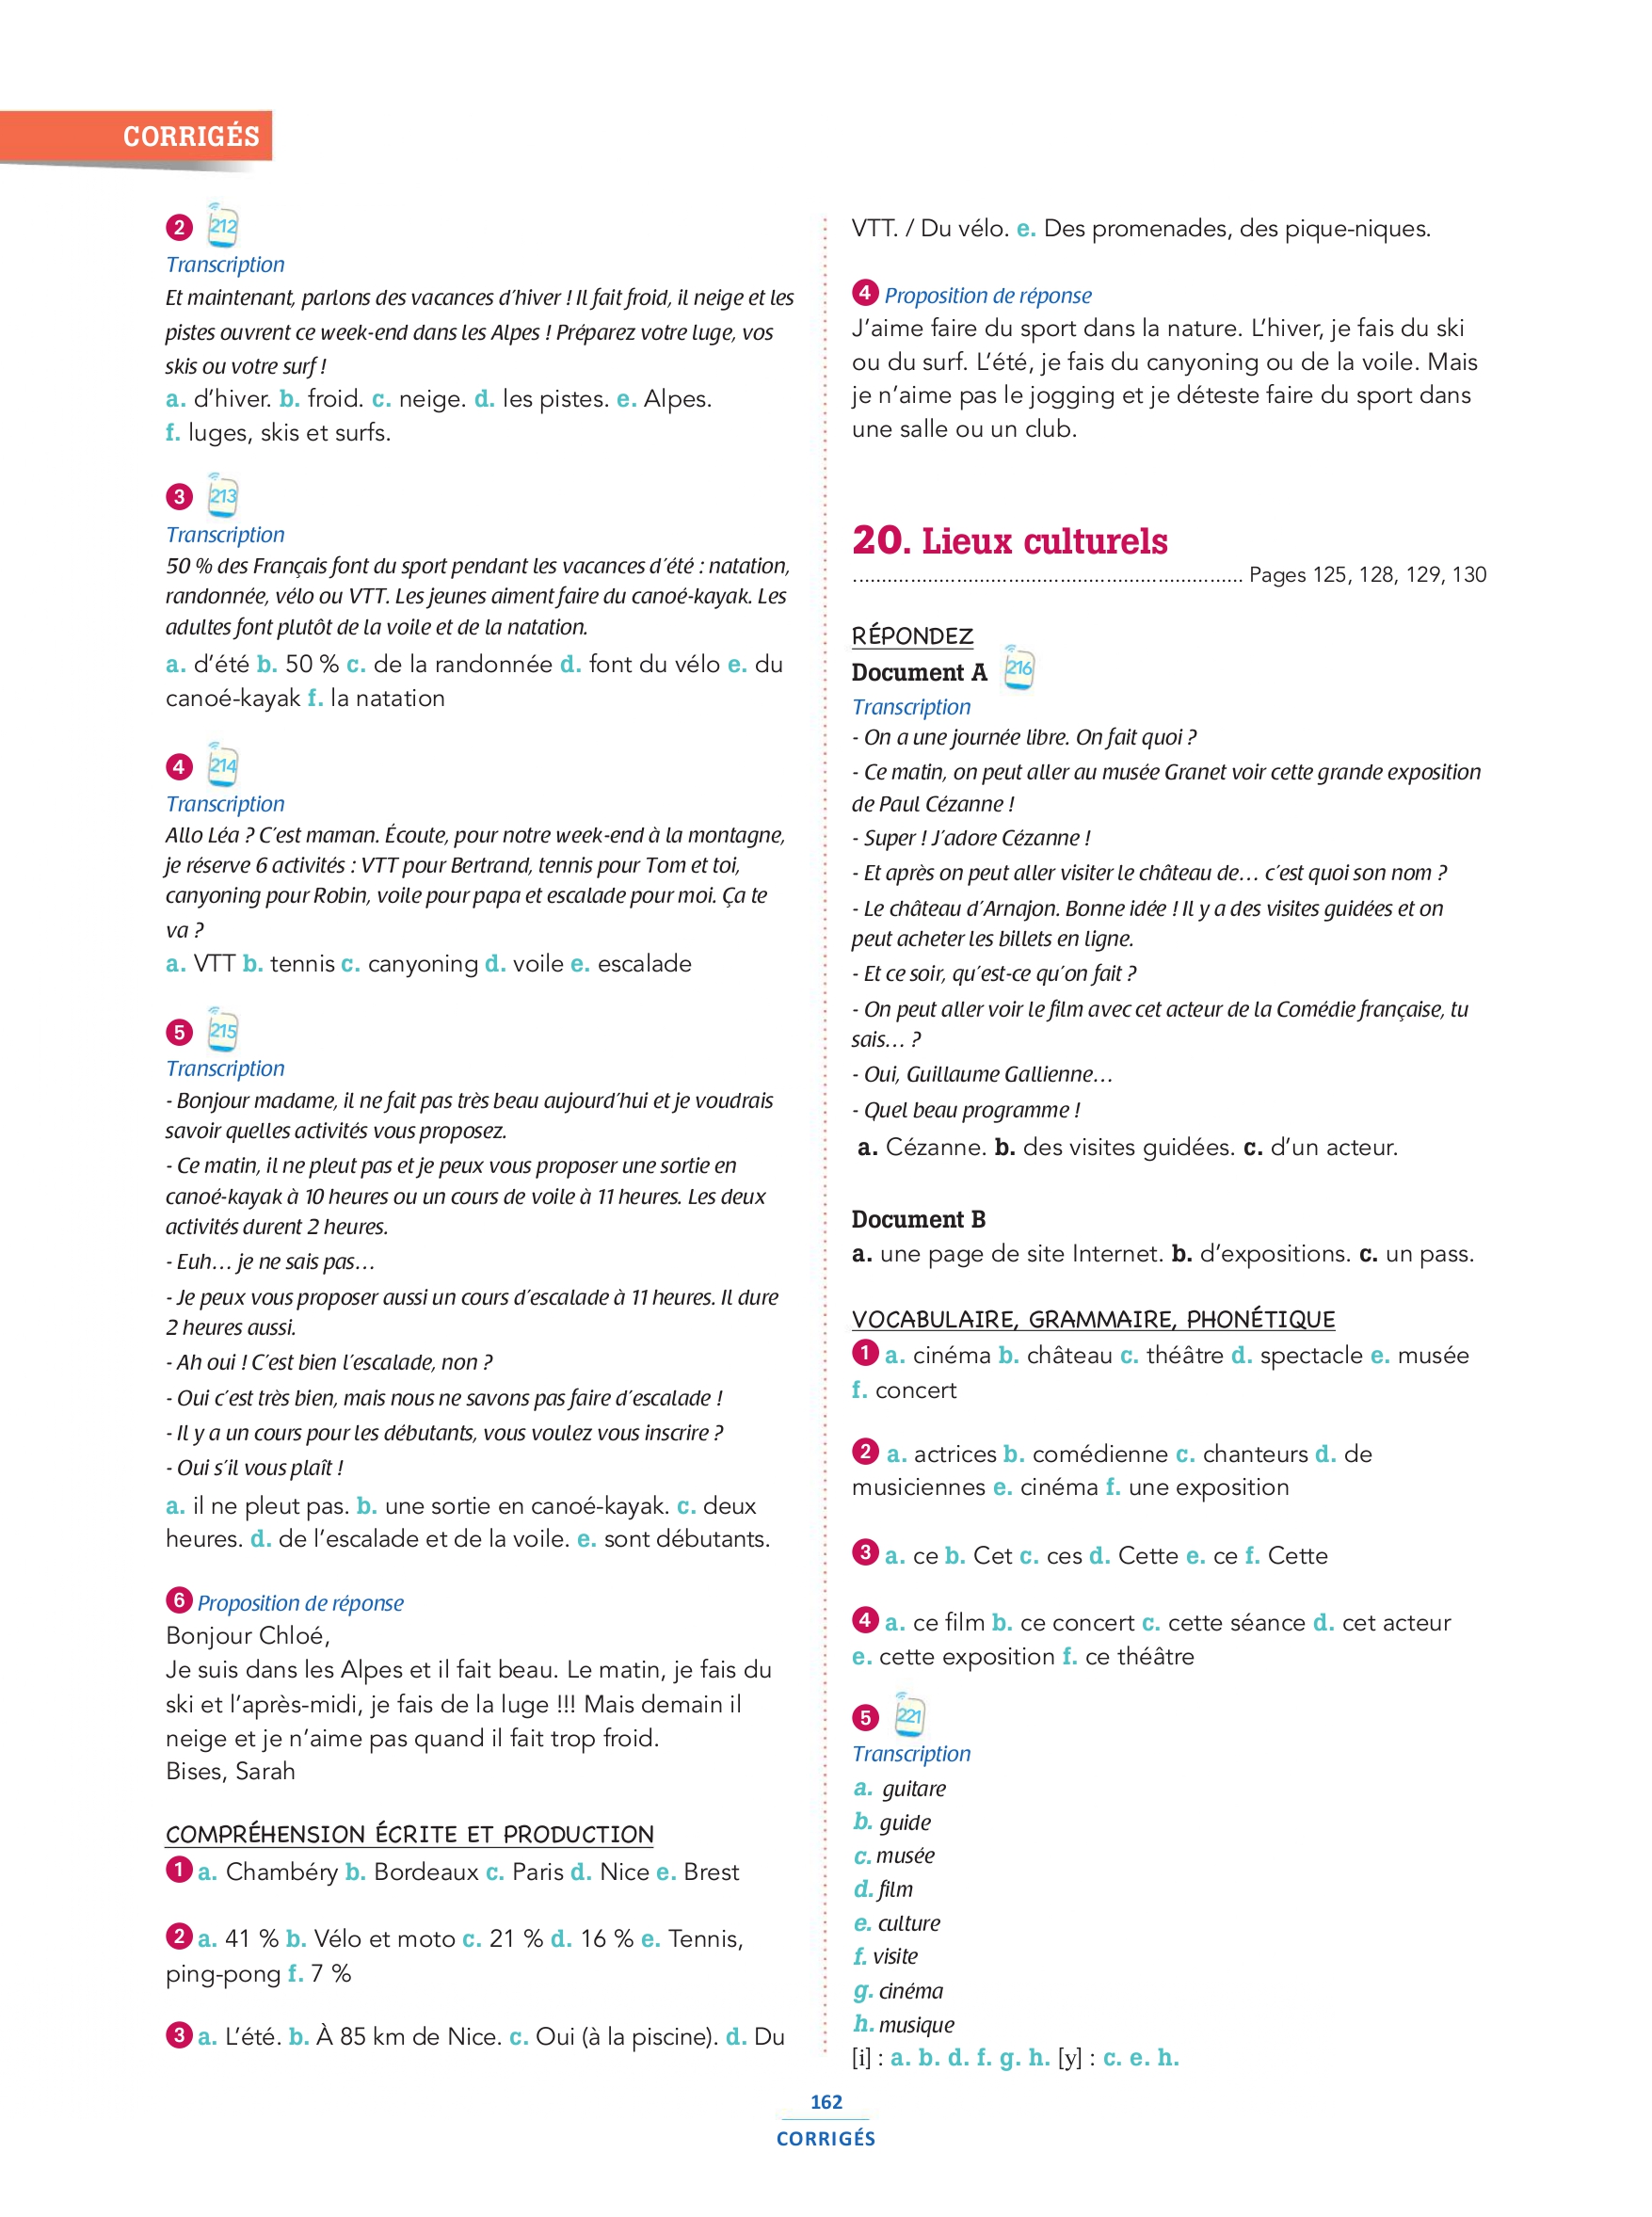 CORRIGÉS
2 212
Transcription
Et maintenant, parlons des vacances d’hiver ! Il fait froid, il neige et les
pistes ouvrent ce week-end dans les Alpes ! Préparez votre luge, vos
skis ou votre surf !
a. d’hiver. b. froid. c. neige. d. les pistes. e. Alpes.
f. luges, skis et surfs.
3 213
Transcription
50 % des Français font du sport pendant les vacances d’été : natation,
randonnée, vélo ou VTT. Les jeunes aiment faire du canoé-kayak. Les
adultes font plutôt de la voile et de la natation.
a. d’été b. 50 % c. de la randonnée d. font du vélo e. du
canoé-kayak f. la natation
4 214
Transcription
Allo Léa ? C’est maman. Écoute, pour notre week-end à la montagne,
je réserve 6 activités : VTT pour Bertrand, tennis pour Tom et toi,
canyoning pour Robin, voile pour papa et escalade pour moi. Ça te
va ?
a. VTT b. tennis c. canyoning d. voile e. escalade
5 215
Transcription
- Bonjour madame, il ne fait pas très beau aujourd’hui et je voudrais
savoir quelles activités vous proposez.
- Ce matin, il ne pleut pas et je peux vous proposer une sortie en
canoé-kayak à 10 heures ou un cours de voile à 11 heures. Les deux
activités durent 2 heures.
- Euh… je ne sais pas…
- Je peux vous proposer aussi un cours d’escalade à 11 heures. Il dure
2 heures aussi.
- Ah oui ! C’est bien l’escalade, non ?
- Oui c’est très bien, mais nous ne savons pas faire d’escalade !
- Il y a un cours pour les débutants, vous voulez vous inscrire ?
- Oui s’il vous plaît !
a. il ne pleut pas. b. une sortie en canoé-kayak. c. deux
heures. d. de l’escalade et de la voile. e. sont débutants.
6 Proposition de réponse
Bonjour Chloé,
Je suis dans les Alpes et il fait beau. Le matin, je fais du
ski et l’après-midi, je fais de la luge !!! Mais demain il
neige et je n’aime pas quand il fait trop froid.
Bises, Sarah
COMPRÉHENSION ÉCRITE ET PRODUCTION
1 a. Chambéry b. Bordeaux c. Paris d. Nice e. Brest
2 a. 41 % b. Vélo et moto c. 21 % d. 16 % e. Tennis,
ping-pong f. 7 %
3 a. L’été. b. À 85 km de Nice. c. Oui (à la piscine). d. Du
VTT. / Du vélo. e. Des promenades, des pique-niques.
4 Proposition de réponse
J’aime faire du sport dans la nature. L’hiver, je fais du ski
ou du surf. L’été, je fais du canyoning ou de la voile. Mais
je n’aime pas le jogging et je déteste faire du sport dans
une salle ou un club.
20. Lieux culturels
.................................................................... Pages 125, 128, 129, 130
RÉPONDEZ
Document A 216
Transcription
- On a une journée libre. On fait quoi ?
- Ce matin, on peut aller au musée Granet voir cette grande exposition
de Paul Cézanne !
- Super ! J’adore Cézanne !
- Et après on peut aller visiter le château de… c’est quoi son nom ?
- Le château d’Arnajon. Bonne idée ! Il y a des visites guidées et on
peut acheter les billets en ligne.
- Et ce soir, qu’est-ce qu’on fait ?
- On peut aller voir le film avec cet acteur de la Comédie française, tu
sais… ?
- Oui, Guillaume Gallienne…
- Quel beau programme !
a. Cézanne. b. des visites guidées. c. d’un acteur.
Document B
a. une page de site Internet. b. d’expositions. c. un pass.
VOCABULAIRE, GRAMMAIRE, PHONÉTIQUE
1 a. cinéma b. château c. théâtre d. spectacle e. musée
f. concert
2 a. actrices b. comédienne c. chanteurs d. de
musiciennes e. cinéma f. une exposition
3 a. ce b. Cet c. ces d. Cette e. ce f. Cette
4 a. ce film b. ce concert c. cette séance d. cet acteur
e. cette exposition f. ce théâtre
5 221
Transcription
a. guitare
b. guide
c. musée
d. film
e. culture
f. visite
g. cinéma
h. musique
[i] : a. b. d. f. g. h. [y] : c. e. h.
162
CORRIGÉS